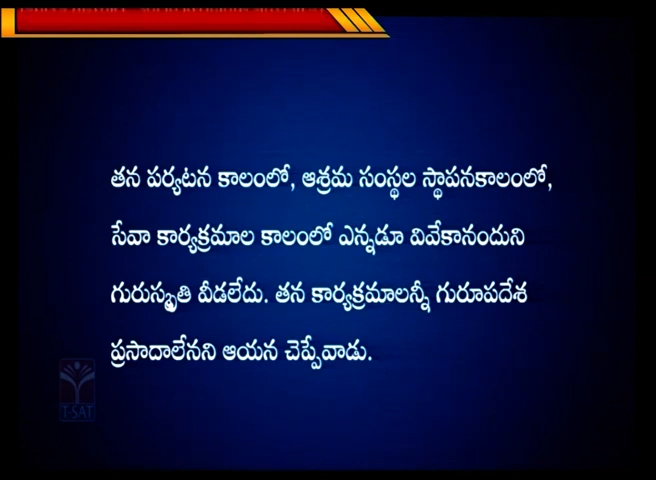 తన పర్యటన కాలంలో, ఆశ్రమ సంస్థల స్థాపనకాలంలో,
సేవా కార్యక్రమాల కాలంలో ఎన్నడూ వివేకానందుని
గురుస్మృతి వీడలేదు. తన కార్యక్రమాలన్నీ గురూపదేశ
ప్రసాదాలేనని ఆయన చెప్పేవాడు.
T-SAT